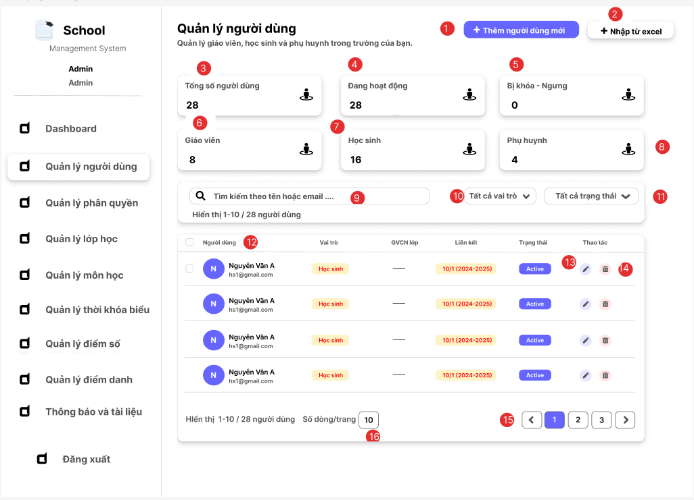 School
Management System
Admin
Admin
Dashboard
Quản lý người dùng
Quản lý phân quyền
Quản lý lớp học
Quản lý môn học
Quản lý thời khóa biểu
Quản lý điểm số
Quản lý điểm danh
Thông báo và tài liệu
Đăng xuất
Quản lý người dùng
Quản lý giáo viên, học sinh và phụ huynh trong trường của bạn.
1 + Thêm người dùng mới
2
+ Nhập từ excel
3 4 5
Tổng số người dùng Đang hoạt động Bị khóa - Ngưng
28 28 0
6 7
Giáo viên Học sinh Phụ huynh 8
8 16 4
Tìm kiếm theo tên hoặc email .... 9 10 Tất cả vai trò Tất cả trạng thái 11
Hiển thị 1-10 / 28 người dùng
Người dùng 12 Vai trò GVCN lớp Liên kết Trạng thái Thao tác
13 14
N Nguyễn Văn A Học sinh —— 10/1 (2024-2025) Active
hs1@gmail.com
N Nguyễn Văn A Học sinh —— 10/1 (2024-2025) Active
hs1@gmail.com
N Nguyễn Văn A Học sinh —— 10/1 (2024-2025) Active
hs1@gmail.com
N Nguyễn Văn A Học sinh —— 10/1 (2024-2025) Active
hs1@gmail.com
Hiển thị 1-10 / 28 người dùng Số dòng/trang 10 15 < 1 2 3 >
16